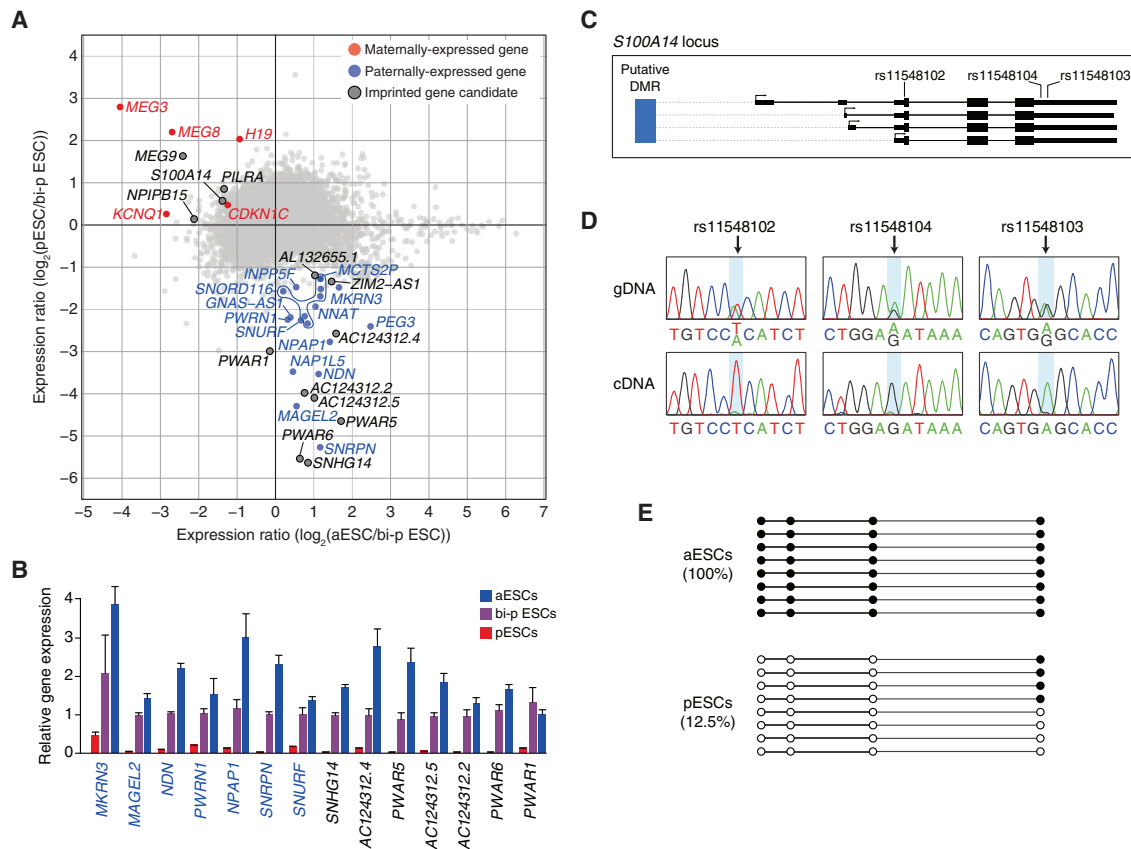 A
Expression ratio (log2(pESC/bi-p ESC))
4
3
2
1
0
−1
−2
−3
−4
−5
−6
−5
−4
−3
−2
−1
0
1
2
3
4
5
6
7
Expression ratio (log2(aESC/bi-p ESC))
Maternally-expressed gene
Paternally-expressed gene
Imprinted gene candidate
MEG3
MEG8
H19
MEG9
S100A14
PILRA
NPIPB15
KCNQ1
CDKN1C
AL132655.1
INPP5F
MCTS2P
SNORD116
ZIM2−AS1
GNAS−AS1
MKRN3
PWRN1
NNAT
SNURF
PEG3
NPAP1
AC124312.4
PWAR1
NAP1L5
NDN
AC124312.2
AC124312.5
MAGEL2
PWAR5
PWAR6
SNRPN
SNHG14
B
Relative gene expression
4
3
2
1
0
aESCs
bi-p ESCs
pESCs
MKRN3
MAGEL2
NDN
PWRN1
NPAP1
SNRPN
SNURF
SNHG14
AC124312.4
PWAR5
AC124312.5
AC124312.2
PWAR6
PWAR1
C
S100A14 locus
Putative
DMR
rs11548102
rs11548104
rs11548103
D
rs11548102
rs11548104
rs11548103
gDNA
TGTCCTCATCT
A
CTGGAAATAAA
G
CAGTGAGCACC
G
cDNA
TGTCCTCATCT
CTGGAGATAAA
CAGTGAGCACC
E
aESCs
(100%)
pESCs
(12.5%)